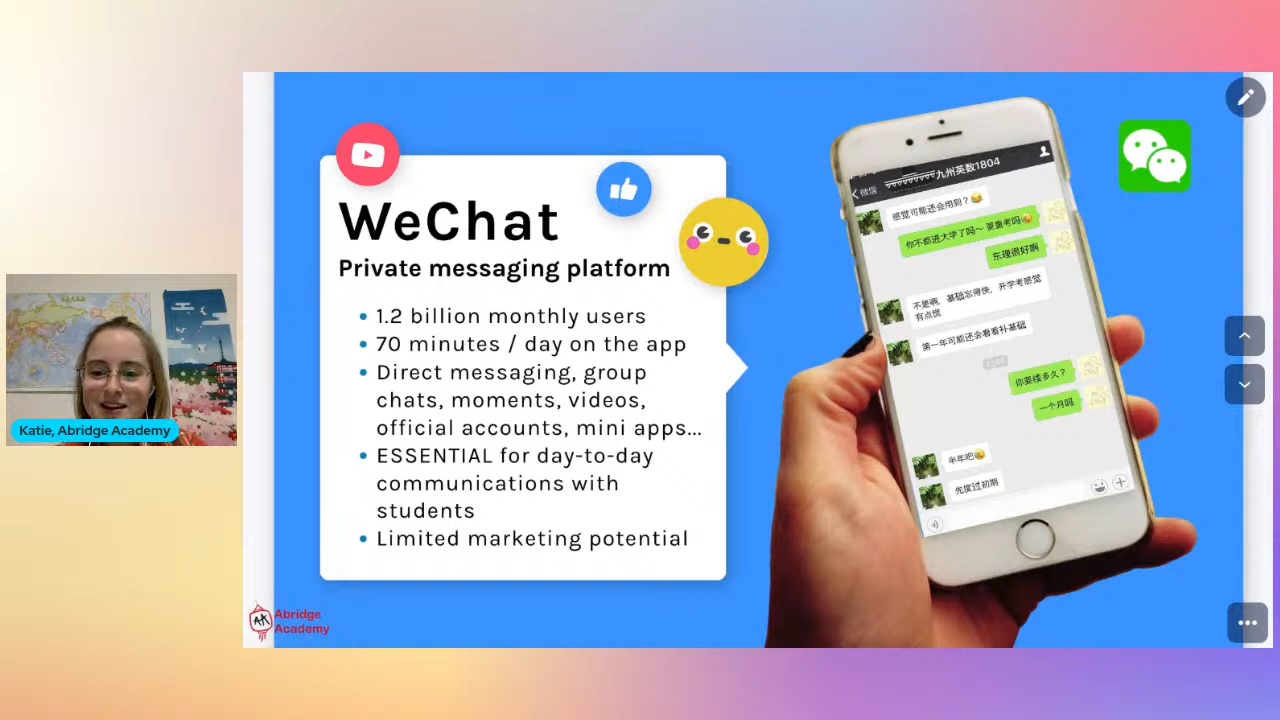 WeChat
Private messaging platform
• 1.2 billion monthly users
• 70 minutes / day on the app
• Direct messaging, group
chats, moments, videos,
official accounts, mini apps...
• ESSENTIAL for day-to-day
communications with
students
• Limited marketing potential
微信
九州英数1804
感觉可能还会用到？
你不都进大学了吗～ 要重考吗
东理很好啊
不是啊，基础忘得快，开学考感觉
有点慌
第一年可能还会看看补基础
你要续多久？
一个月吗
半年吧
先度过初期
Katie, Abridge Academy
AK
Abridge
Academy